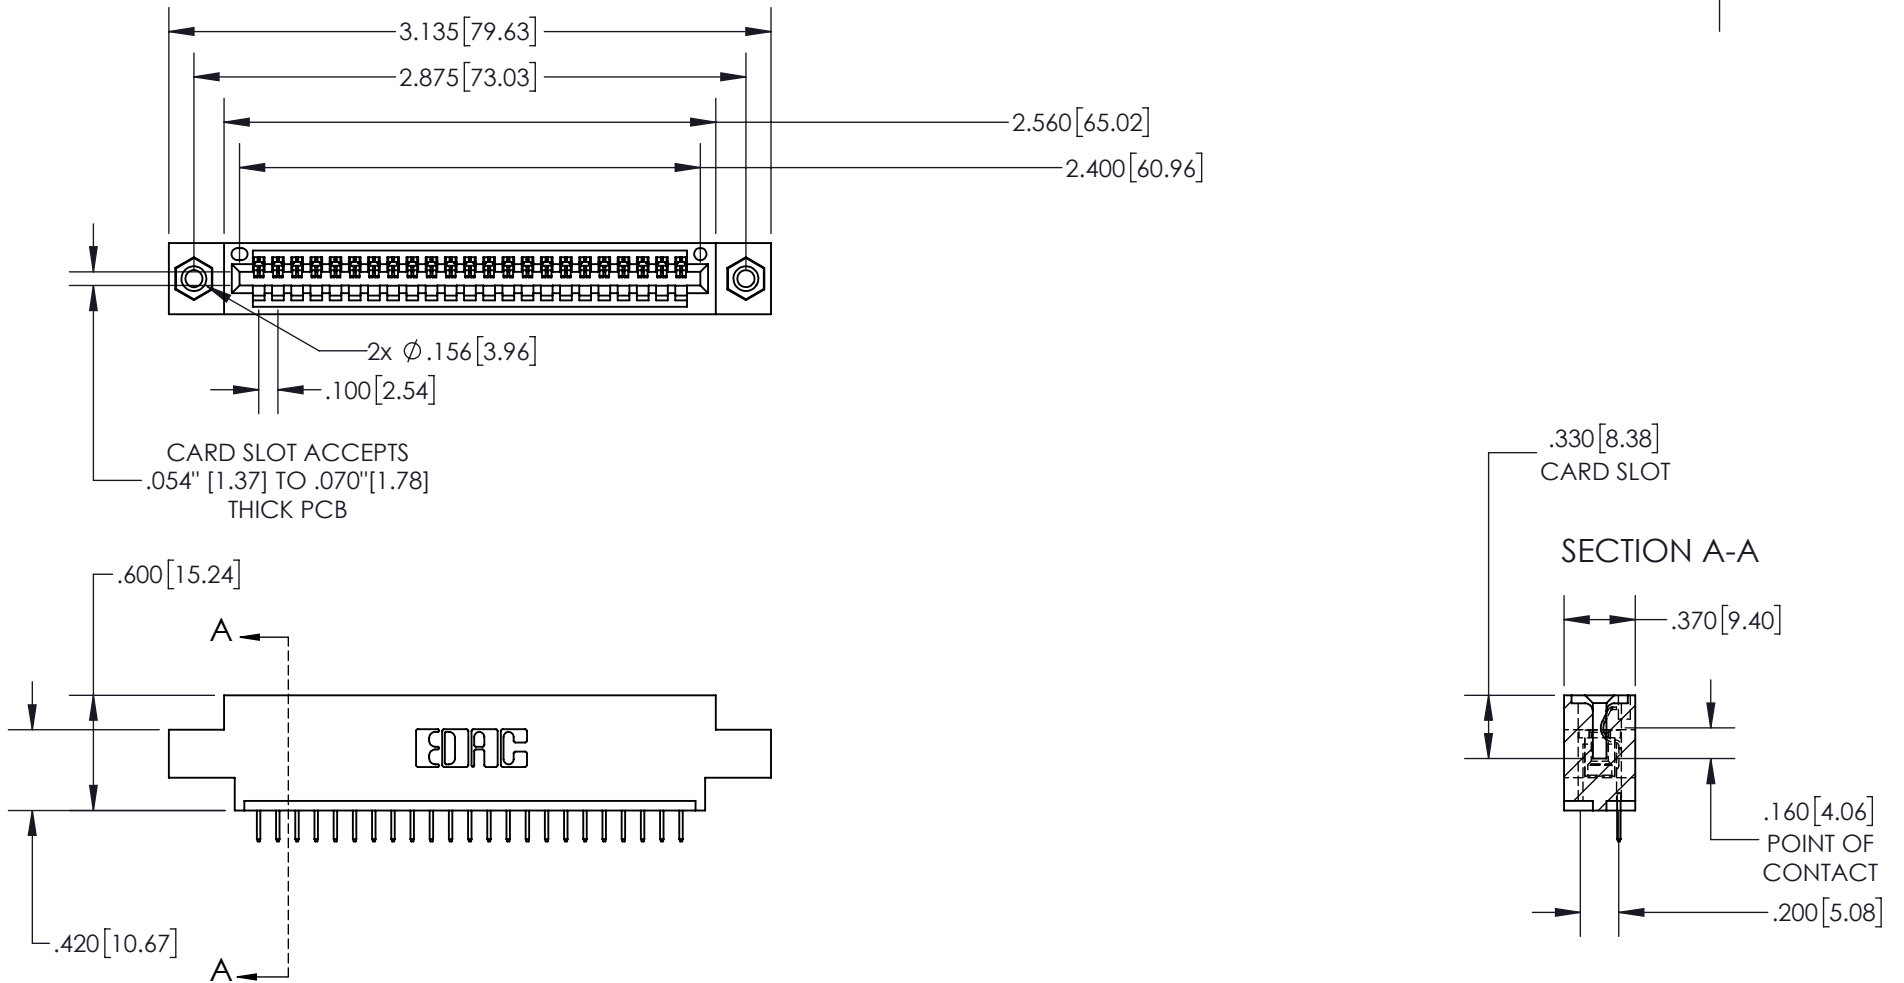 3.135[79.63]
2.875[73.03]
2.560[65.02]
2.400[60.96]
2x Ø.156[3.96]
.100[2.54]
CARD SLOT ACCEPTS
.054" [1.37] TO .070"[1.78]
THICK PCB
.330[8.38]
CARD SLOT
SECTION A-A
.600[15.24]
A
.370[9.40]
EDAC
.160[4.06]
POINT OF
CONTACT
.200[5.08]
.420[10.67]
A